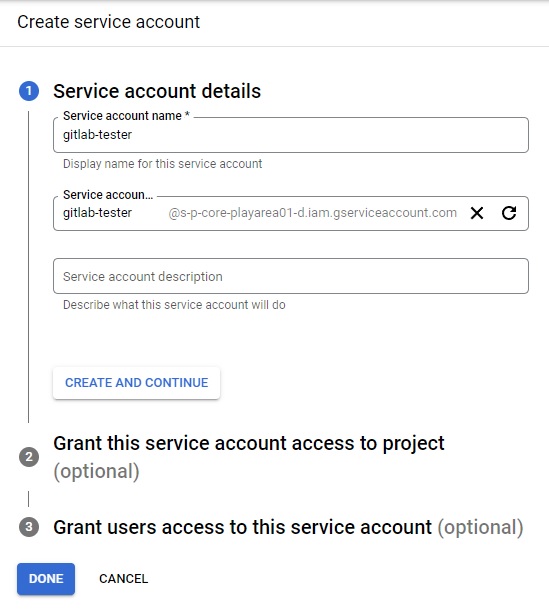 Create service account
1 Service account details
Service account name *
gitlab-tester
Display name for this service account
Service accoun...
gitlab-tester @s-p-core-playarea01-d.iam.gserviceaccount.com
Service account description
Describe what this service account will do
CREATE AND CONTINUE
2 Grant this service account access to project
(optional)
3 Grant users access to this service account (optional)
DONE CANCEL